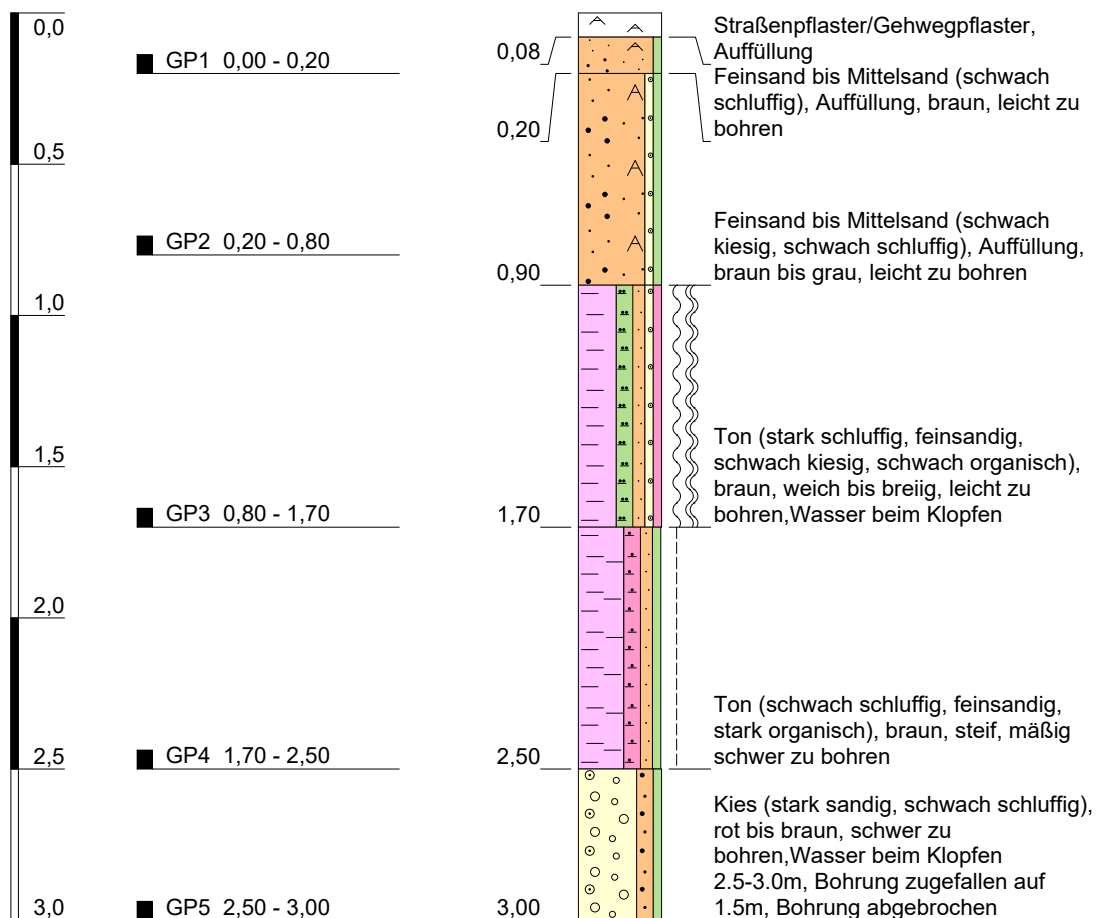 0,0
GP1 0,00 - 0,20
0,08
Straßenpflaster/Gehwegpflaster,
Auffüllung
Feinsand bis Mittelsand (schwach
schluffig), Auffüllung, braun, leicht zu
bohren
0,20
0,5
GP2 0,20 - 0,80
0,90
Feinsand bis Mittelsand (schwach
kiesig, schwach schluffig), Auffüllung,
braun bis grau, leicht zu bohren
1,0
1,5
GP3 0,80 - 1,70
1,70
Ton (stark schluffig, feinsandig,
schwach kiesig, schwach organisch),
braun, weich bis breiig, leicht zu
bohren,Wasser beim Klopfen
2,0
2,5
GP4 1,70 - 2,50
2,50
Ton (schwach schluffig, feinsandig,
stark organisch), braun, steif, mäßig
schwer zu bohren
3,0
GP5 2,50 - 3,00
3,00
Kies (stark sandig, schwach schluffig),
rot bis braun, schwer zu
bohren,Wasser beim Klopfen
2.5-3.0m, Bohrung zugefallen auf
1.5m, Bohrung abgebrochen